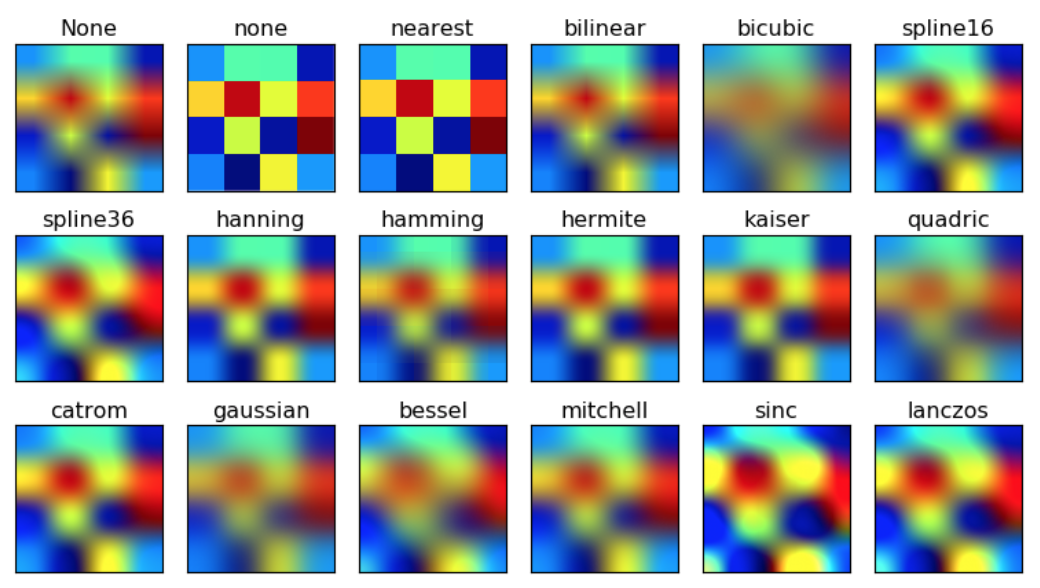 None none nearest bilinear bicubic spline16
spline36 hanning hamming hermite kaiser quadric
catrom gaussian bessel mitchell sinc lanczos